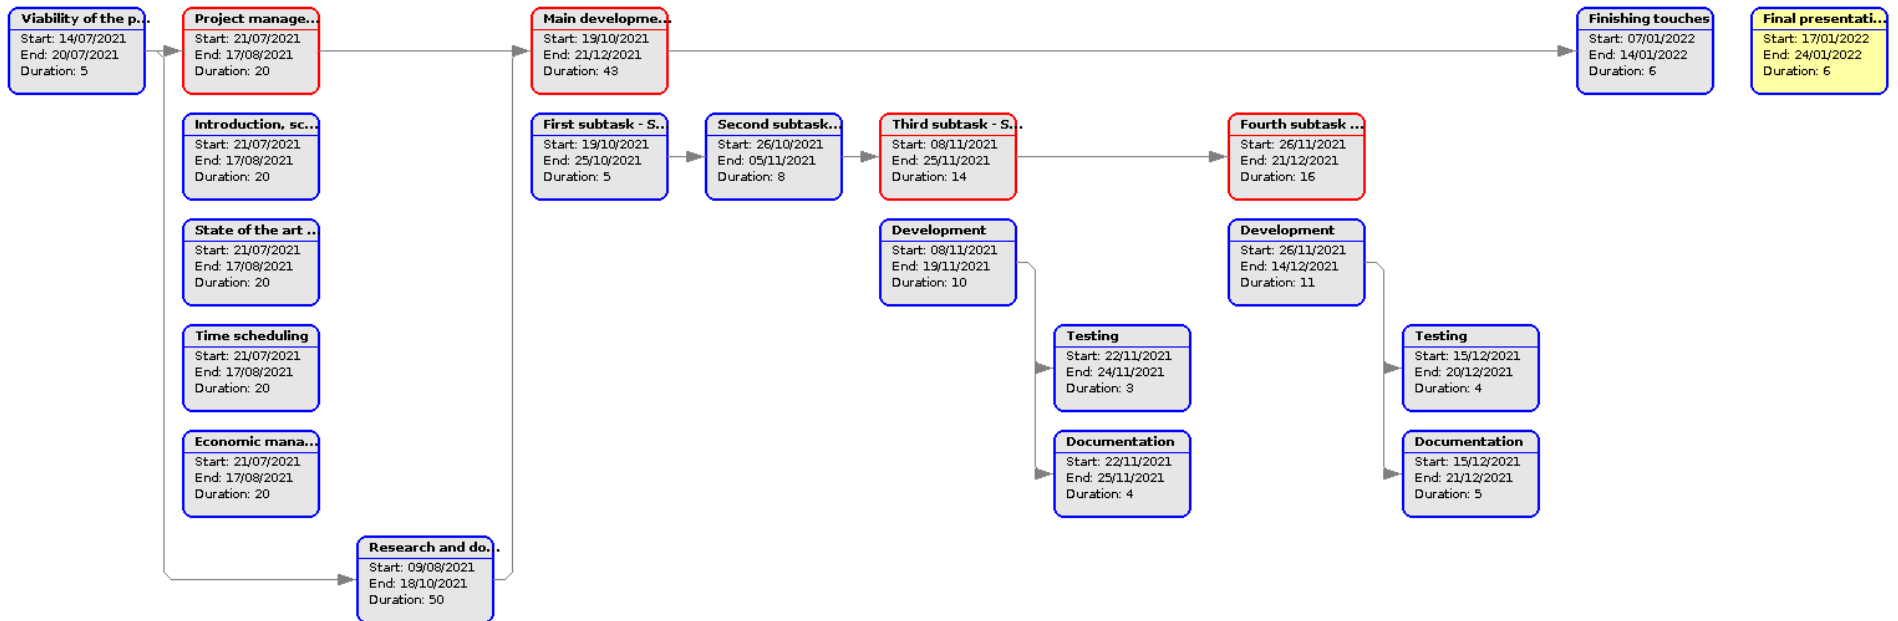 Viability of the p...
Start: 14/07/2021
End: 20/07/2021
Duration: 5
Project manage...
Start: 21/07/2021
End: 17/08/2021
Duration: 20
Main developme...
Start: 19/10/2021
End: 21/12/2021
Duration: 43
Finishing touches
Start: 07/01/2022
End: 14/01/2022
Duration: 6
Final presentati...
Start: 17/01/2022
End: 24/01/2022
Duration: 6
Introduction, sc...
Start: 21/07/2021
End: 17/08/2021
Duration: 20
First subtask - S...
Start: 19/10/2021
End: 25/10/2021
Duration: 5
Second subtask...
Start: 26/10/2021
End: 05/11/2021
Duration: 8
Third subtask - S...
Start: 08/11/2021
End: 25/11/2021
Duration: 14
Fourth subtask ...
Start: 26/11/2021
End: 21/12/2021
Duration: 16
State of the art ...
Start: 21/07/2021
End: 17/08/2021
Duration: 20
Development
Start: 08/11/2021
End: 19/11/2021
Duration: 10
Development
Start: 26/11/2021
End: 14/12/2021
Duration: 11
Time scheduling
Start: 21/07/2021
End: 17/08/2021
Duration: 20
Testing
Start: 22/11/2021
End: 24/11/2021
Duration: 3
Testing
Start: 15/12/2021
End: 20/12/2021
Duration: 4
Economic mana...
Start: 21/07/2021
End: 17/08/2021
Duration: 20
Documentation
Start: 22/11/2021
End: 25/11/2021
Duration: 4
Documentation
Start: 15/12/2021
End: 21/12/2021
Duration: 5
Research and do...
Start: 09/08/2021
End: 18/10/2021
Duration: 50